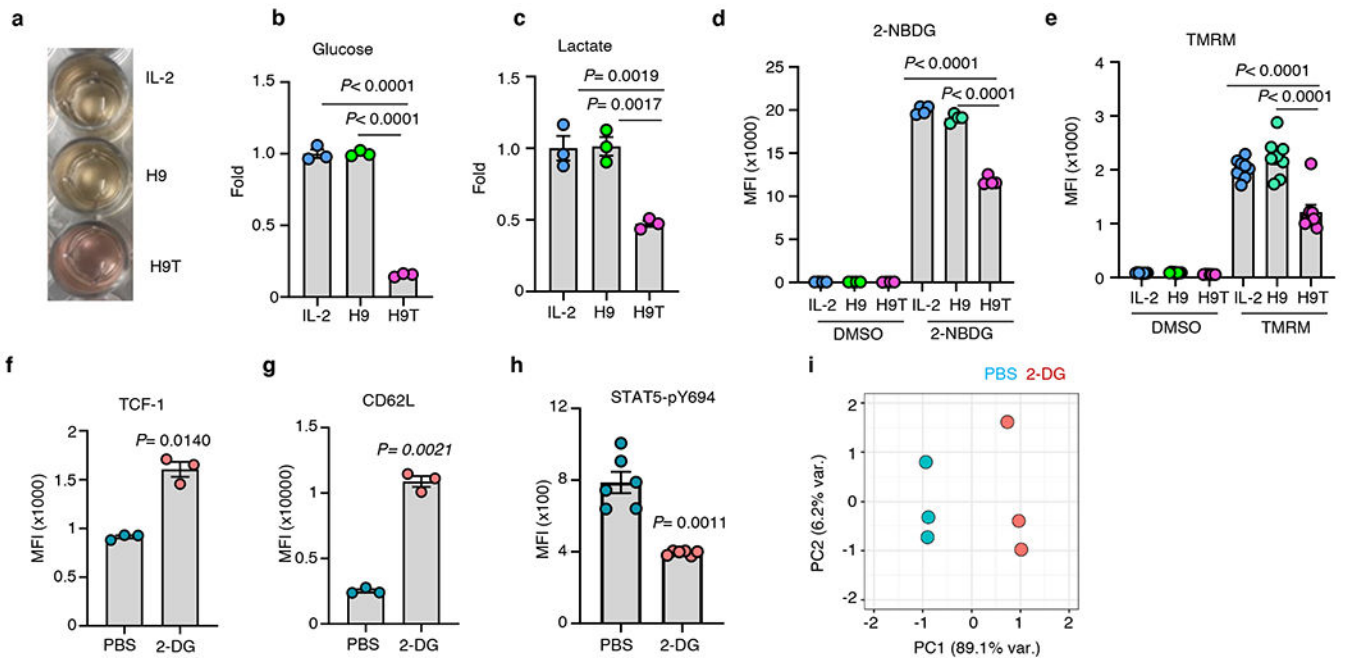 a
IL-2
H9
H9T
b
Glucose
P< 0.0001
P< 0.0001
Fold
1.5
1.0
0.5
0
IL-2 H9 H9T
c
Lactate
P= 0.0019
P= 0.0017
Fold
1.5
1.0
0.5
0
IL-2 H9 H9T
d
2-NBDG
P< 0.0001
P< 0.0001
MFI (x1000)
25
20
15
10
5
0
IL-2 H9 H9T IL-2 H9 H9T
DMSO 2-NBDG
e
TMRM
P< 0.0001
P< 0.0001
MFI (x1000)
4
3
2
1
0
IL-2 H9 H9T IL-2 H9 H9T
DMSO TMRM
f
TCF-1
P= 0.0140
MFI (x1000)
2
1.5
1
0.5
0
PBS 2-DG
g
CD62L
P= 0.0021
MFI (x10000)
1.5
1
0.5
0
PBS 2-DG
h
STAT5-pY694
P= 0.0011
MFI (x100)
12
8
4
0
PBS 2-DG
i
PBS 2-DG
PC2 (6.2% var.)
2
1
0
-1
-2
-2 -1 0 1 2
PC1 (89.1% var.)